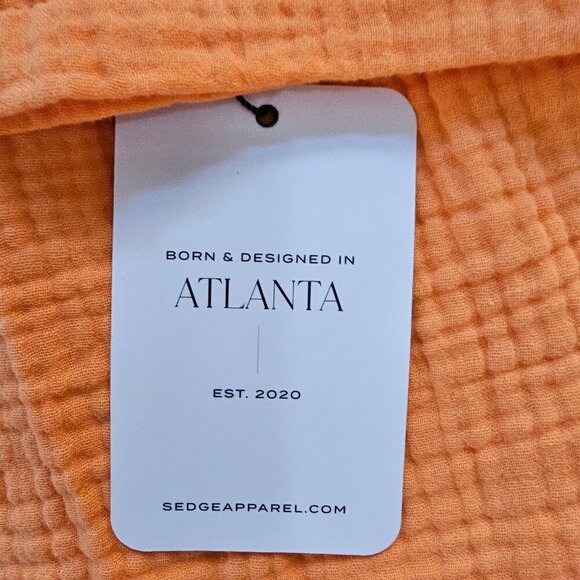 BORN & DESIGNED IN
ATLANTA
EST. 2020
SEDGEAPPAREL.COM